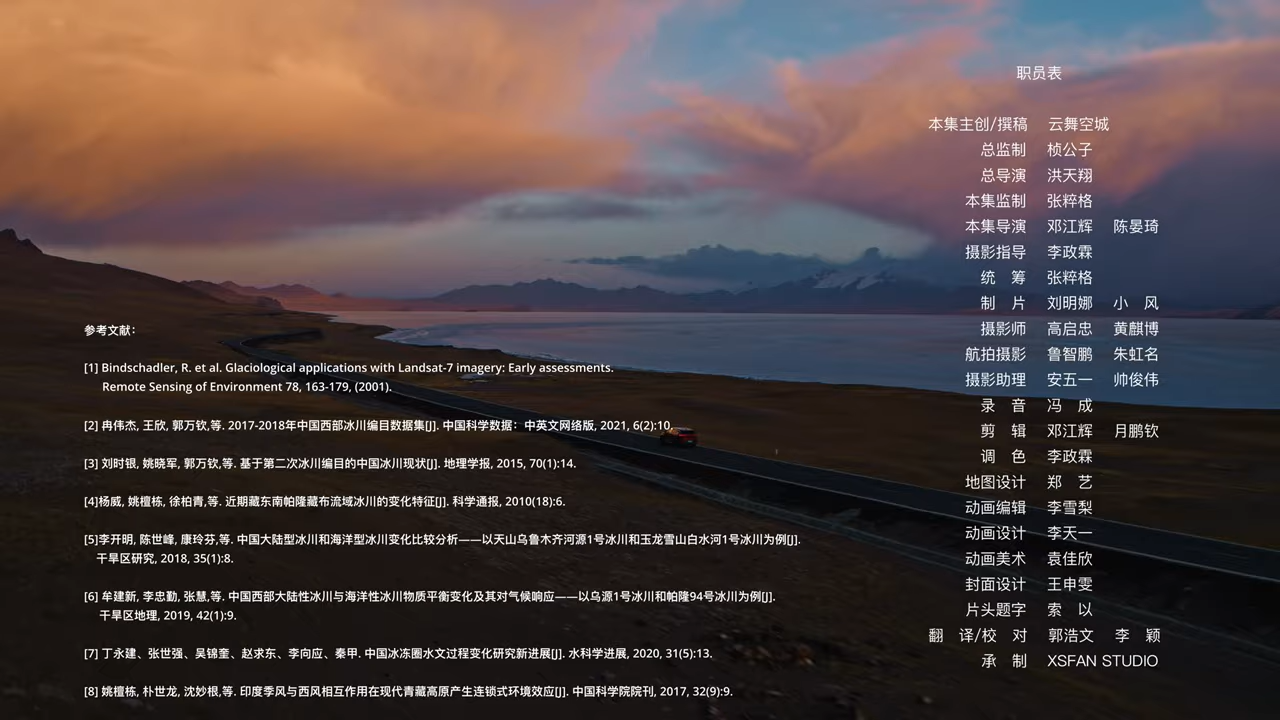 职员表
本集主创/撰稿 云舞空城
总监制 桢公子
总导演 洪天翔
本集监制 张粹格
本集导演 邓江辉 陈晏琦
摄影指导 李政霖
统 筹 张粹格
制 片 刘明娜 小 风
摄影师 高启忠 黄麒博
航拍摄影 鲁智鹏 朱虹名
摄影助理 安五一 帅俊伟
录 音 冯 成
剪 辑 邓江辉 月鹏钦
调 色 李政霖
地图设计 郑 艺
动画编辑 李雪梨
动画设计 李天一
动画美术 袁佳欣
封面设计 王申雯
片头题字 索 以
翻 译/校 对 郭浩文 李 颖
承 制 XSFAN STUDIO
参考文献：
[1] Bindschadler, R. et al. Glaciological applications with Landsat-7 imagery: Early assessments.
Remote Sensing of Environment 78, 163-179, (2001).
[2] 冉伟杰, 王欣, 郭万钦,等. 2017-2018年中国西部冰川编目数据集[J]. 中国科学数据：中英文网络版, 2021, 6(2):10.
[3] 刘时银, 姚晓军, 郭万钦,等. 基于第二次冰川编目的中国冰川现状[J]. 地理学报, 2015, 70(1):14.
[4]杨威, 姚檀栋, 徐柏青,等. 近期藏东南帕隆藏布流域冰川的变化特征[J]. 科学通报, 2010(18):6.
[5]李开明, 陈世峰, 康玲芬,等. 中国大陆型冰川和海洋型冰川变化比较分析——以天山乌鲁木齐河源1号冰川和玉龙雪山白水河1号冰川为例[J].
干旱区研究, 2018, 35(1):8.
[6] 牟建新, 李忠勤, 张慧,等. 中国西部大陆性冰川与海洋性冰川物质平衡变化及其对气候响应——以乌源1号冰川和帕隆94号冰川为例[J].
干旱区地理, 2019, 42(1):9.
[7] 丁永建、张世强、吴锦奎、赵求东、李向应、秦甲. 中国冰冻圈水文过程变化研究新进展[J]. 水科学进展, 2020, 31(5):13.
[8] 姚檀栋, 朴世龙, 沈妙根,等. 印度季风与西风相互作用在现代青藏高原产生连锁式环境效应[J]. 中国科学院院刊, 2017, 32(9):9.